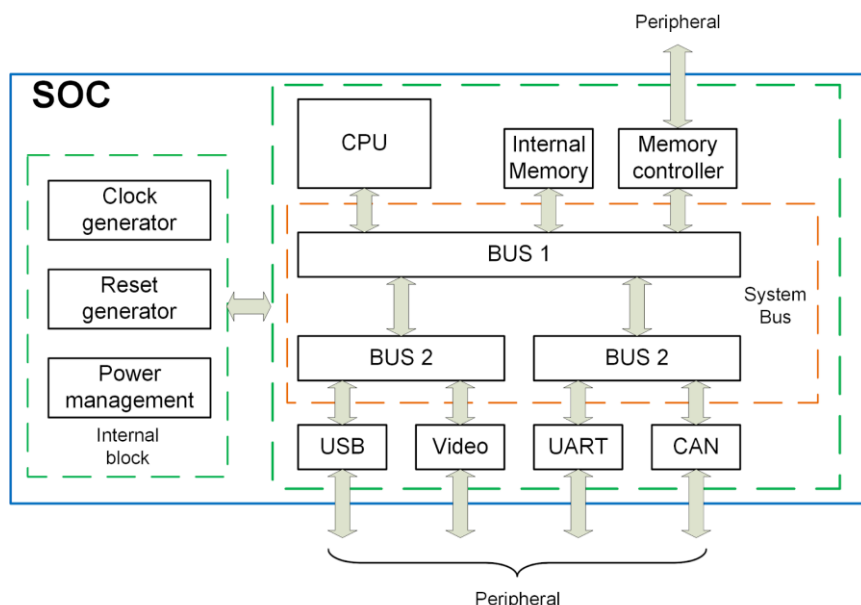 Peripheral
SOC
CPU
Internal
Memory
Memory
controller
Clock
generator
Reset
generator
Power
management
Internal
block
BUS 1
System
Bus
BUS 2
BUS 2
USB
Video
UART
CAN
Peripheral